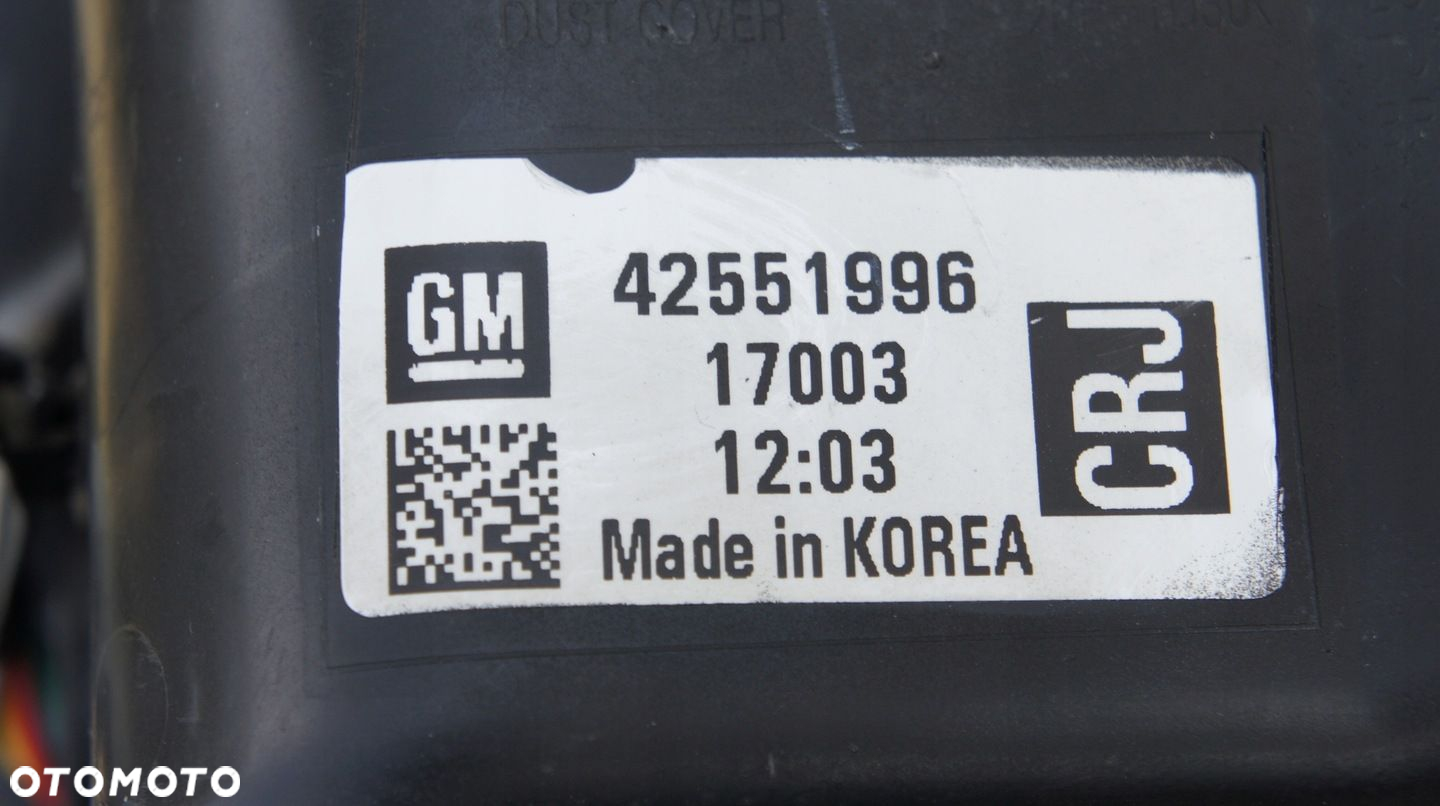 DUST COVER
GM
42551996
17003
12:03
Made in KOREA
CRJ
OTOMOTO